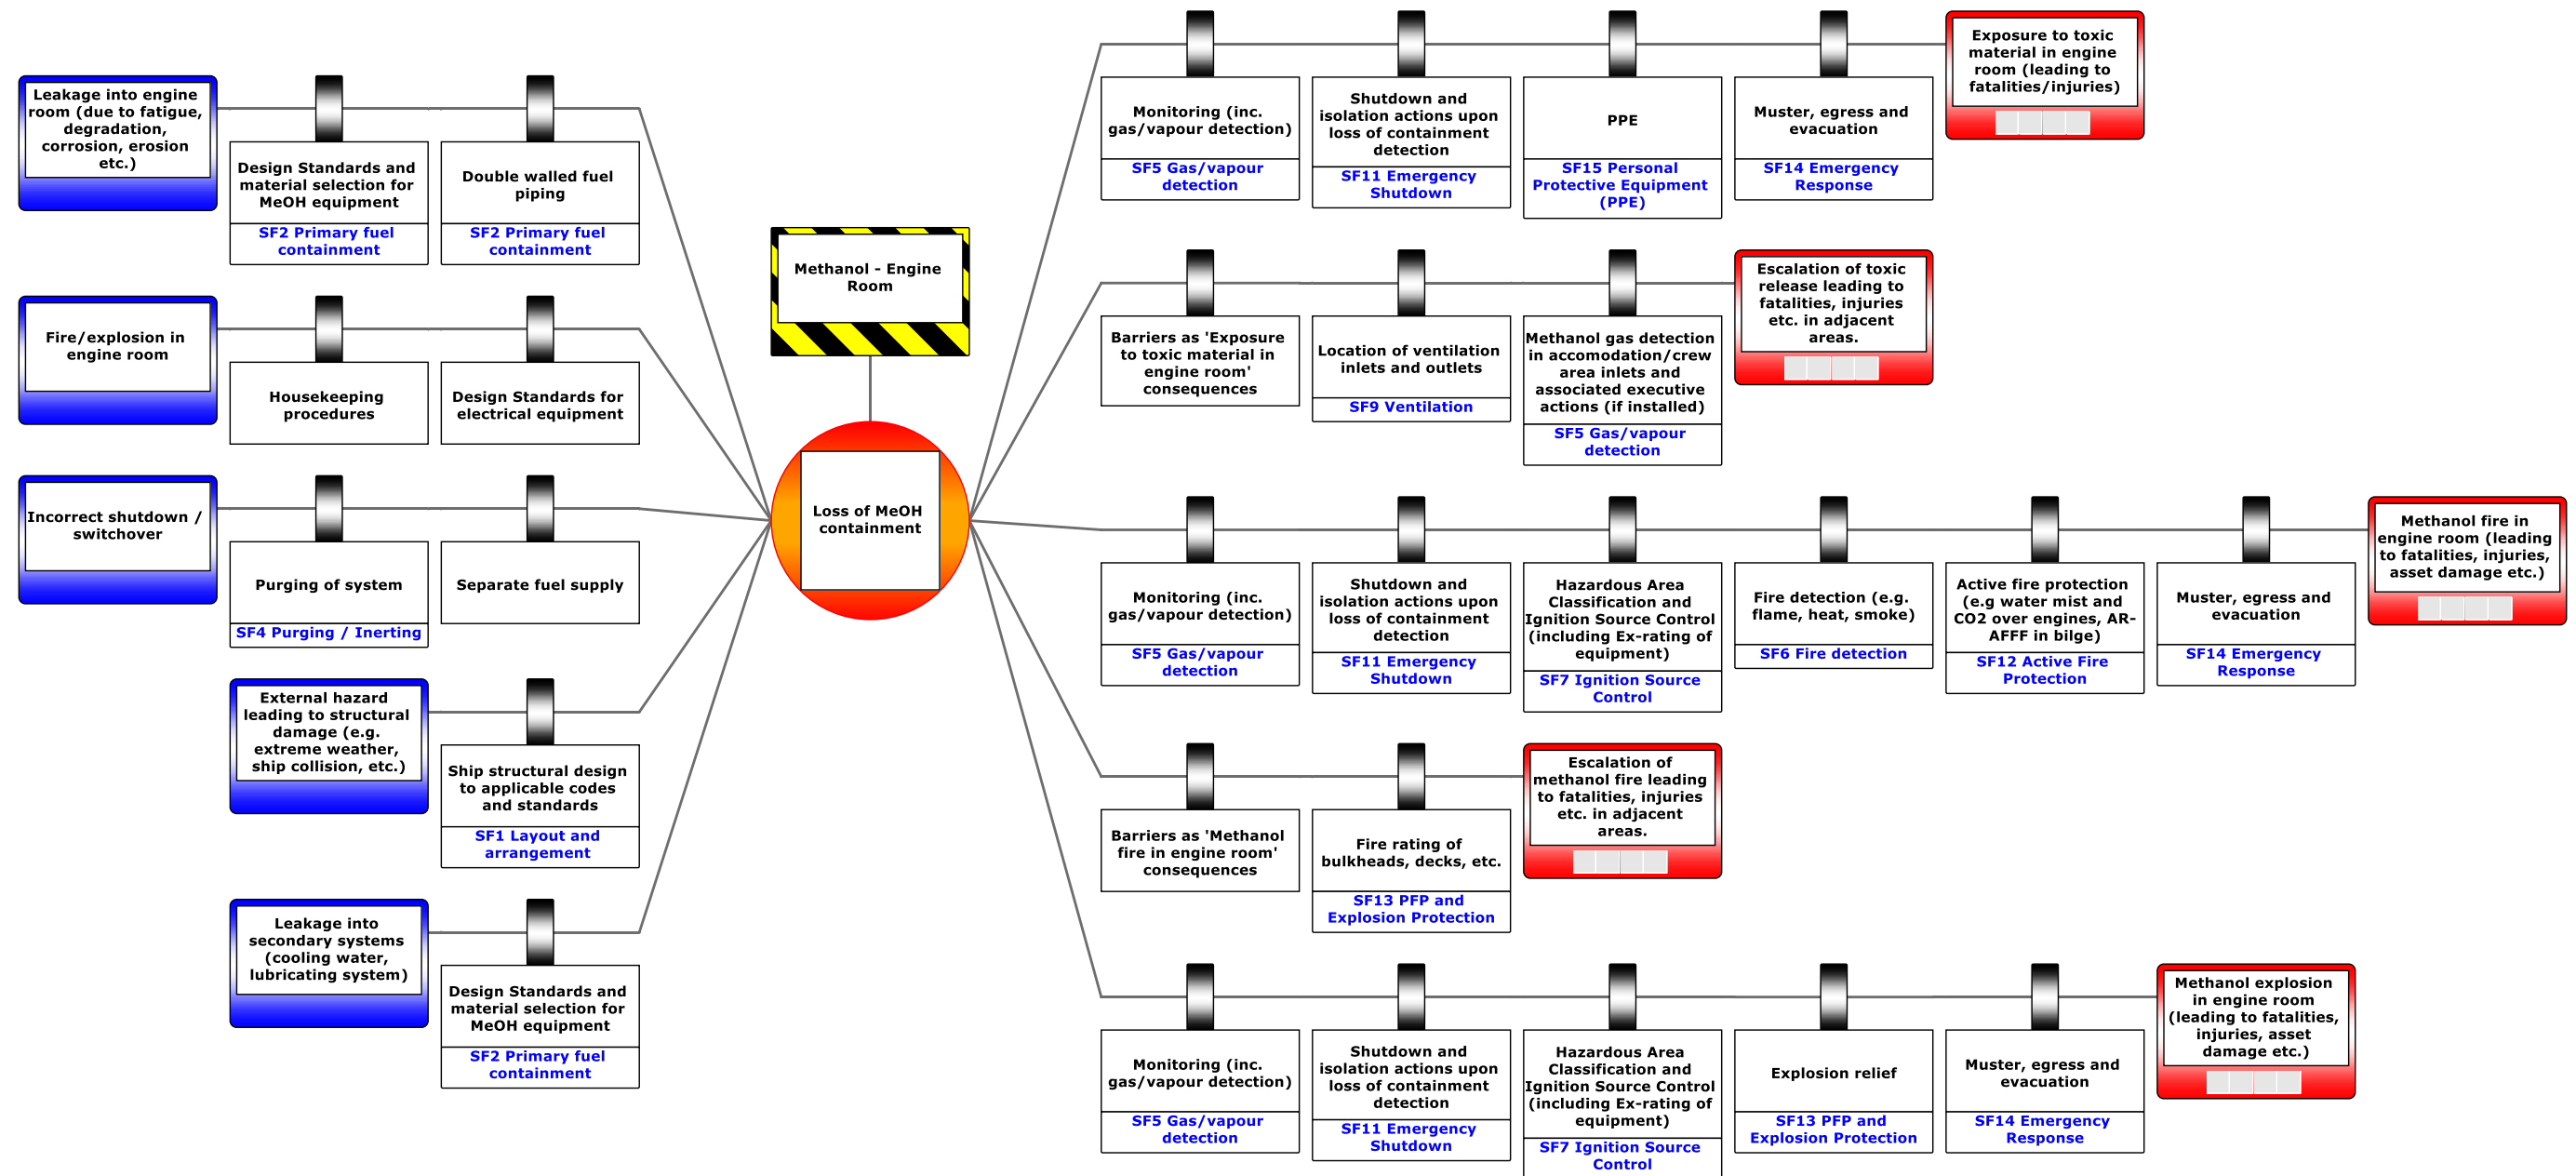 Leakage into engine
room (due to fatigue,
degradation,
corrosion, erosion
etc.)
Design Standards and
material selection for
MeOH equipment
SF2 Primary fuel
containment
Double walled fuel
piping
SF2 Primary fuel
containment
Fire/explosion in
engine room
Housekeeping
procedures
Design Standards for
electrical equipment
Incorrect shutdown /
switchover
Purging of system
SF4 Purging / Inerting
Separate fuel supply
External hazard
leading to structural
damage (e.g.
extreme weather,
ship collision, etc.)
Ship structural design
to applicable codes
and standards
SF1 Layout and
arrangement
Leakage into
secondary systems
(cooling water,
lubricating system)
Design Standards and
material selection for
MeOH equipment
SF2 Primary fuel
containment
Methanol - Engine
Room
Loss of MeOH
containment
Monitoring (inc.
gas/vapour detection)
SF5 Gas/vapour
detection
Shutdown and
isolation actions upon
loss of containment
detection
SF11 Emergency
Shutdown
PPE
SF15 Personal
Protective Equipment
(PPE)
Muster, egress and
evacuation
SF14 Emergency
Response
Exposure to toxic
material in engine
room (leading to
fatalities/injuries)
Barriers as 'Exposure
to toxic material in
engine room'
consequences
Location of ventilation
inlets and outlets
SF9 Ventilation
Methanol gas detection
in accomodation/crew
area inlets and
associated executive
actions (if installed)
SF5 Gas/vapour
detection
Escalation of toxic
release leading to
fatalities, injuries
etc. in adjacent
areas.
Monitoring (inc.
gas/vapour detection)
SF5 Gas/vapour
detection
Shutdown and
isolation actions upon
loss of containment
detection
SF11 Emergency
Shutdown
Hazardous Area
Classification and
Ignition Source Control
(including Ex-rating of
equipment)
SF7 Ignition Source
Control
Fire detection (e.g.
flame, heat, smoke)
SF6 Fire detection
Active fire protection
(e.g water mist and
CO2 over engines, AR-
AFFF in bilge)
SF12 Active Fire
Protection
Muster, egress and
evacuation
SF14 Emergency
Response
Methanol fire in
engine room (leading
to fatalities, injuries,
asset damage etc.)
Barriers as 'Methanol
fire in engine room'
consequences
Fire rating of
bulkheads, decks, etc.
SF13 PFP and
Explosion Protection
Escalation of
methanol fire leading
to fatalities, injuries
etc. in adjacent
areas.
Monitoring (inc.
gas/vapour detection)
SF5 Gas/vapour
detection
Shutdown and
isolation actions upon
loss of containment
detection
SF11 Emergency
Shutdown
Hazardous Area
Classification and
Ignition Source Control
(including Ex-rating of
equipment)
SF7 Ignition Source
Control
Explosion relief
SF13 PFP and
Explosion Protection
Muster, egress and
evacuation
SF14 Emergency
Response
Methanol explosion
in engine room
(leading to fatalities,
injuries, asset
damage etc.)